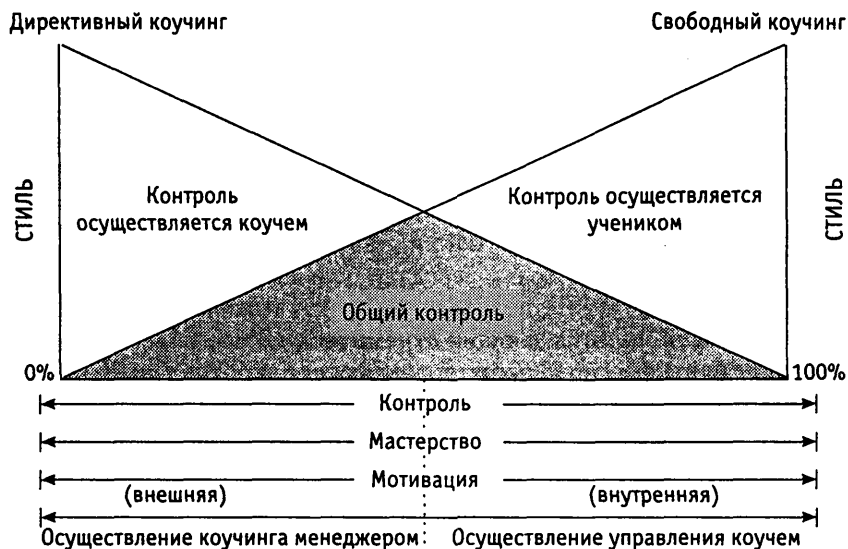 Директивный коучинг
Свободный коучинг
СТИЛЬ
Контроль
осуществляется коучем
Контроль осуществляется
учеником
СТИЛЬ
Общий контроль
0%
100%
Контроль
Мастерство
Мотивация
(внешняя)
(внутренняя)
Осуществление коучинга менеджером
Осуществление управления коучем